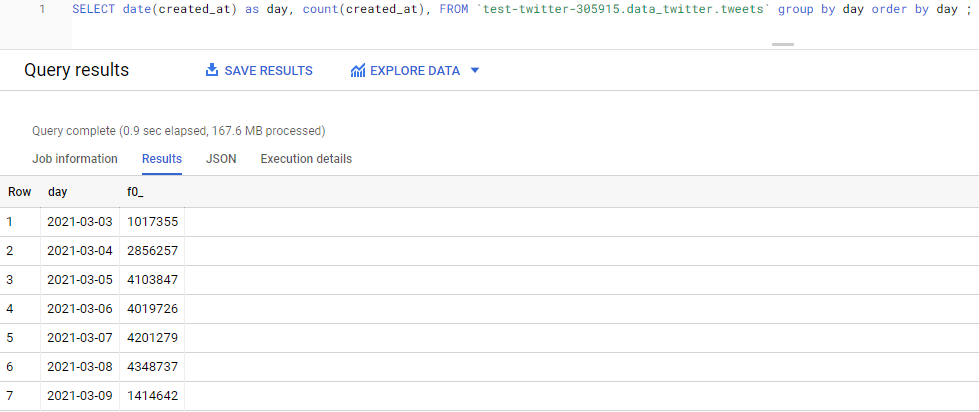 1 SELECT date(created_at) as day, count(created_at), FROM `test-twitter-305915.data_twitter.tweets` group by day order by day ;
Query results SAVE RESULTS EXPLORE DATA
Query complete (0.9 sec elapsed, 167.6 MB processed)
Job information Results JSON Execution details
Row day f0_
1 2021-03-03 1017355
2 2021-03-04 2856257
3 2021-03-05 4103847
4 2021-03-06 4019726
5 2021-03-07 4201279
6 2021-03-08 4348737
7 2021-03-09 1414642